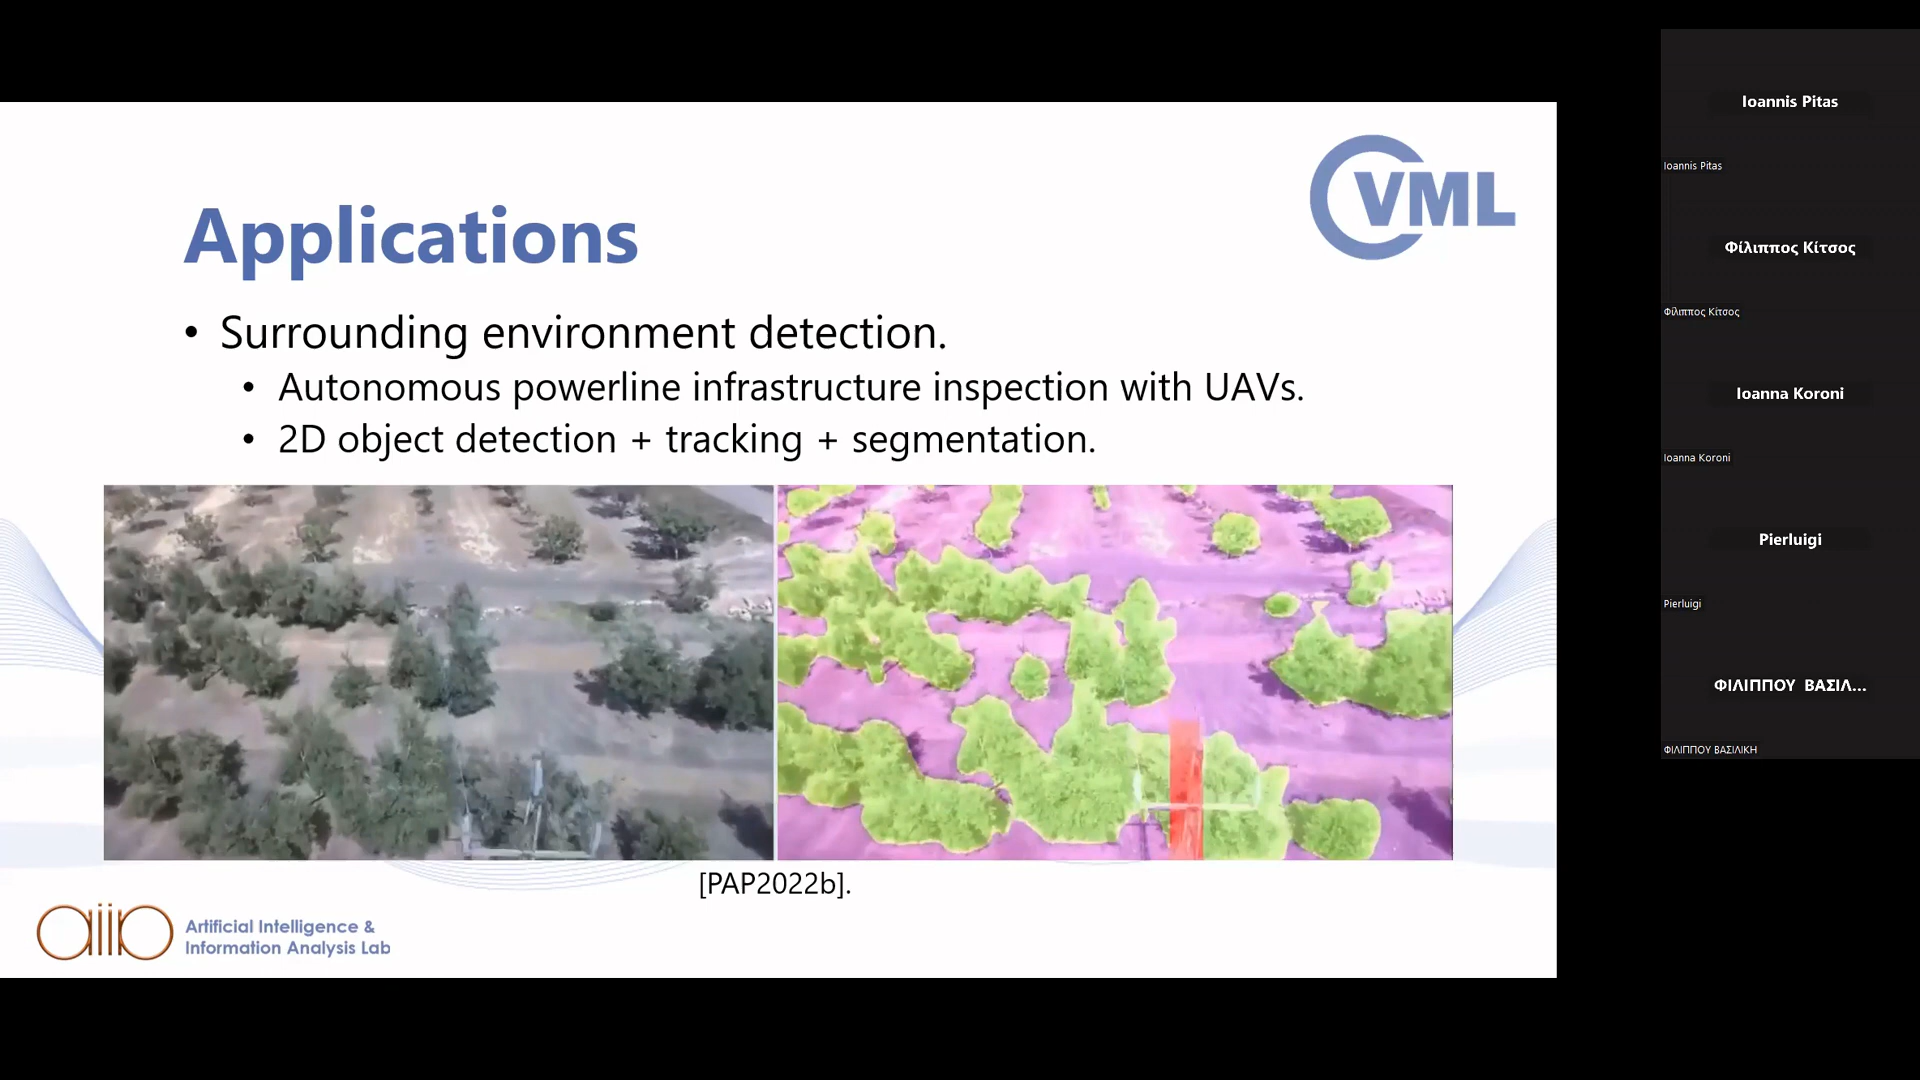 CVML
Applications
• Surrounding environment detection.
• Autonomous powerline infrastructure inspection with UAVs.
• 2D object detection + tracking + segmentation.
[PAP2022b].
aiia
Artificial Intelligence &
Information Analysis Lab
Ioannis Pitas
Ioannis Pitas
Φίλιππος Κίτσος
Φίλιππος Κίτσος
Ioanna Koroni
Ioanna Koroni
Pierluigi
Pierluigi
ΦΙΛΙΠΠΟΥ ΒΑΣΙΛ...
ΦΙΛΙΠΠΟΥ ΒΑΣΙΛΙΚΗ